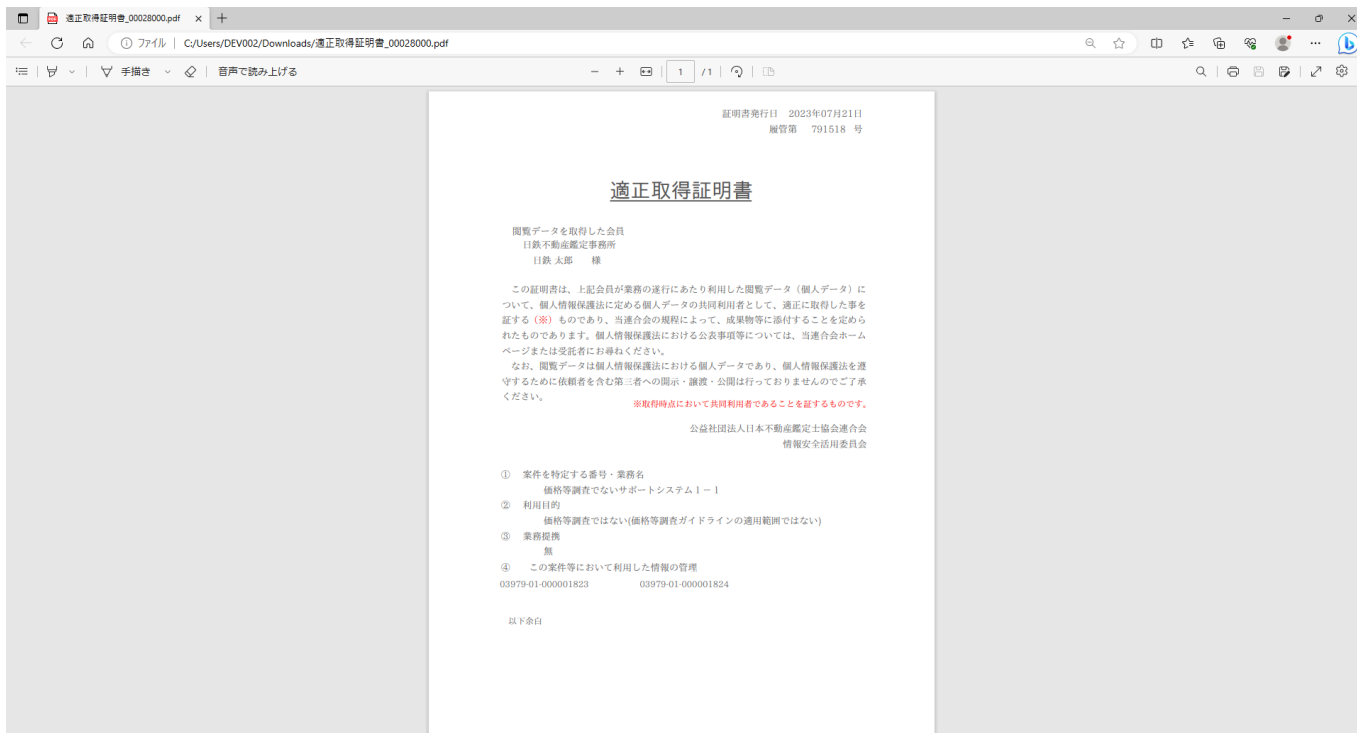 適正取得証明書_00028000.pdf
ファイル C:/Users/DEV002/Downloads/適正取得証明書_00028000.pdf
手描き 音声で読み上げる 1 /1
証明書発行日 2023年07月21日
履管第 791518 号
適正取得証明書
閲覧データを取得した会員
日鉄不動産鑑定事務所
日鉄 太郎 様
この証明書は、上記会員が業務の遂行にあたり利用した閲覧データ（個人データ）に
ついて、個人情報保護法に定める個人データの共同利用者として、適正に取得した事を
証する（※）ものであり、当連合会の規程によって、成果物等に添付することを定めら
れたものであります。個人情報保護法における公表事項等については、当連合会ホーム
ページまたは受託者にお尋ねください。
なお、閲覧データは個人情報保護法における個人データであり、個人情報保護法を遵
守するために依頼者を含む第三者への開示・譲渡・公開は行っておりませんのでご了承
ください。
※取得時点において共同利用者であることを証するものです。
公益社団法人日本不動産鑑定士協会連合会
情報安全活用委員会
① 案件を特定する番号・業務名
価格等調査でないサポートシステム１－１
② 利用目的
価格等調査ではない(価格等調査ガイドラインの適用範囲ではない)
③ 業務提携
無
④ この案件等において利用した情報の管理
03979-01-000001823 03979-01-000001824
以下余白